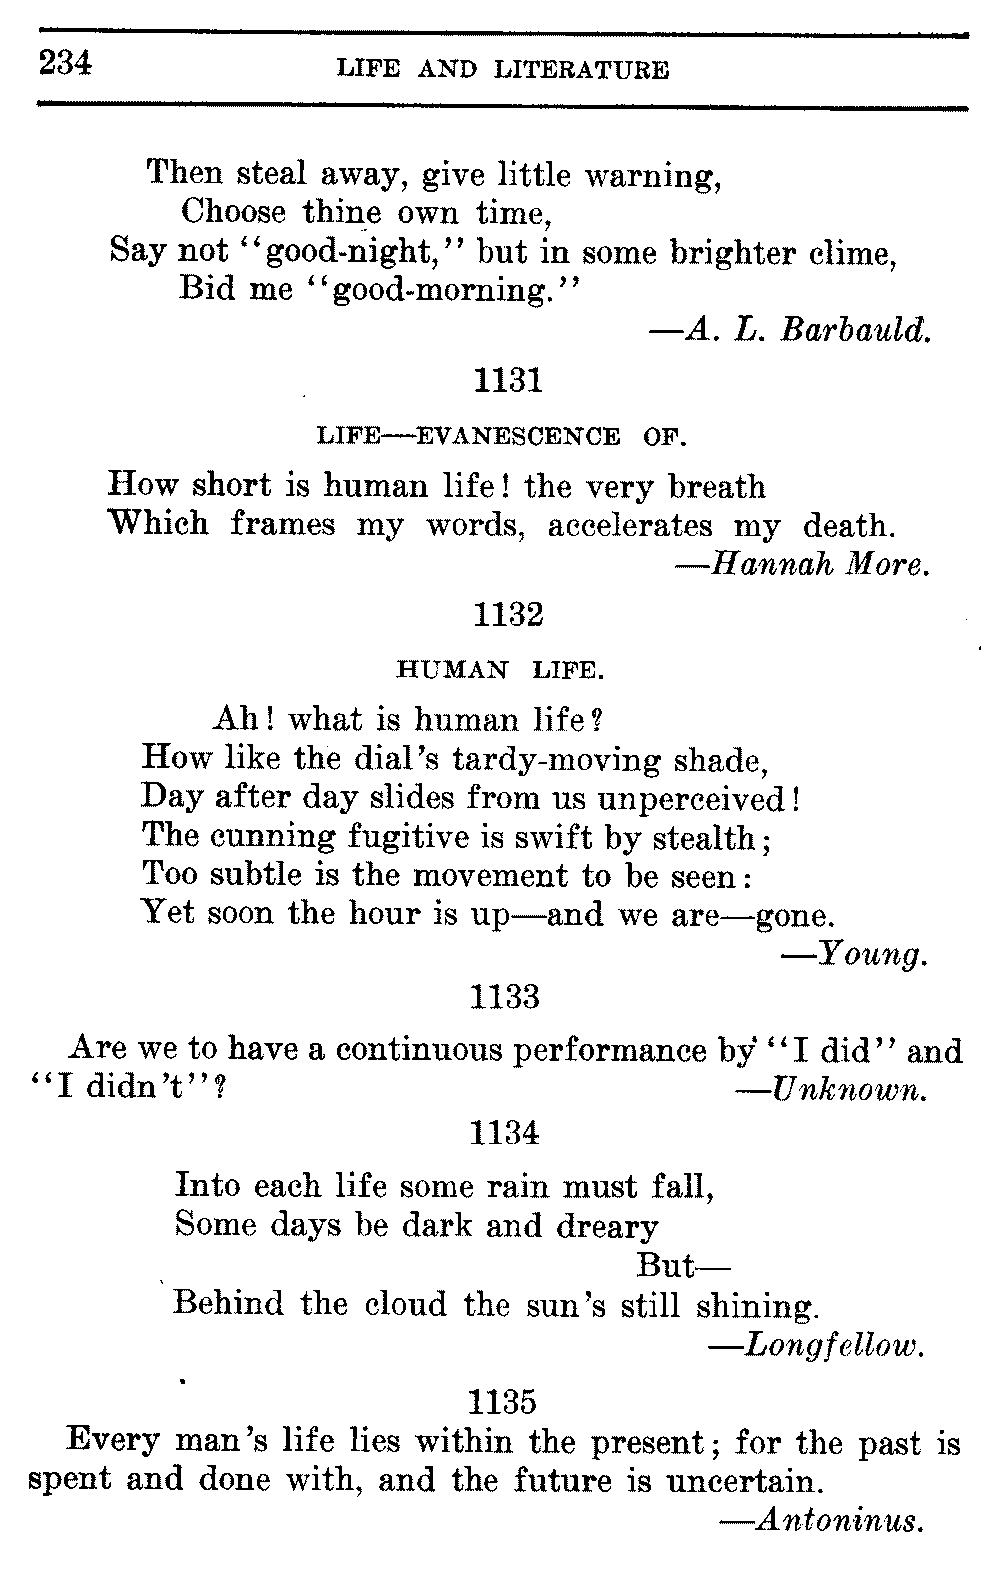 234 LIFE AND LITERATURE
Then steal away, give little warning,
Choose thine own time,
Say not "good-night," but in some brighter clime,
Bid me "good-morning."
—A. L. Barbauld.
1131
LIFE—EVANESCENCE OF.
How short is human life! the very breath
Which frames my words, accelerates my death.
—Hannah More.
1132
HUMAN LIFE.
Ah! what is human life?
How like the dial's tardy-moving shade,
Day after day slides from us unperceived!
The cunning fugitive is swift by stealth;
Too subtle is the movement to be seen:
Yet soon the hour is up—and we are—gone.
—Young.
1133
Are we to have a continuous performance by "I did" and
"I didn't"? —Unknown.
1134
Into each life some rain must fall,
Some days be dark and dreary
But—
Behind the cloud the sun's still shining.
—Longfellow.
1135
Every man's life lies within the present; for the past is
spent and done with, and the future is uncertain.
—Antoninus.